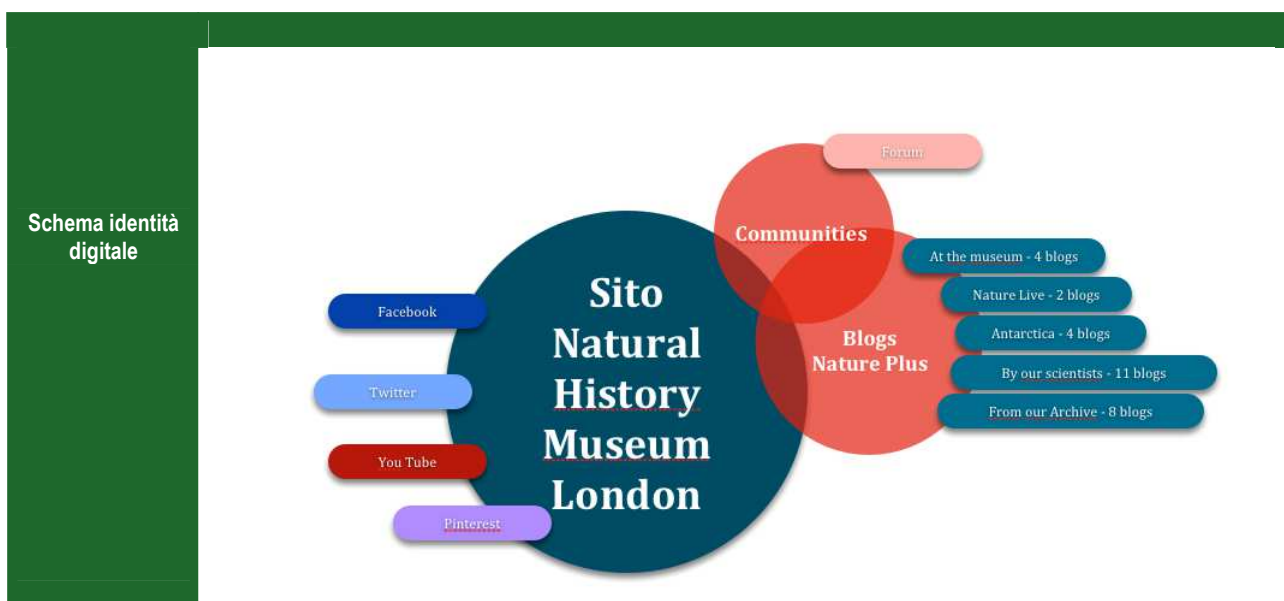 Schema identità
digitale
Forum
Communities
At the museum - 4 blogs
Nature Live - 2 blogs
Antarctica - 4 blogs
By our scientists - 11 blogs
From our Archive - 8 blogs
Blogs
Nature Plus
Sito
Natural
History
Museum
London
Facebook
Twitter
You Tube
Pinterest